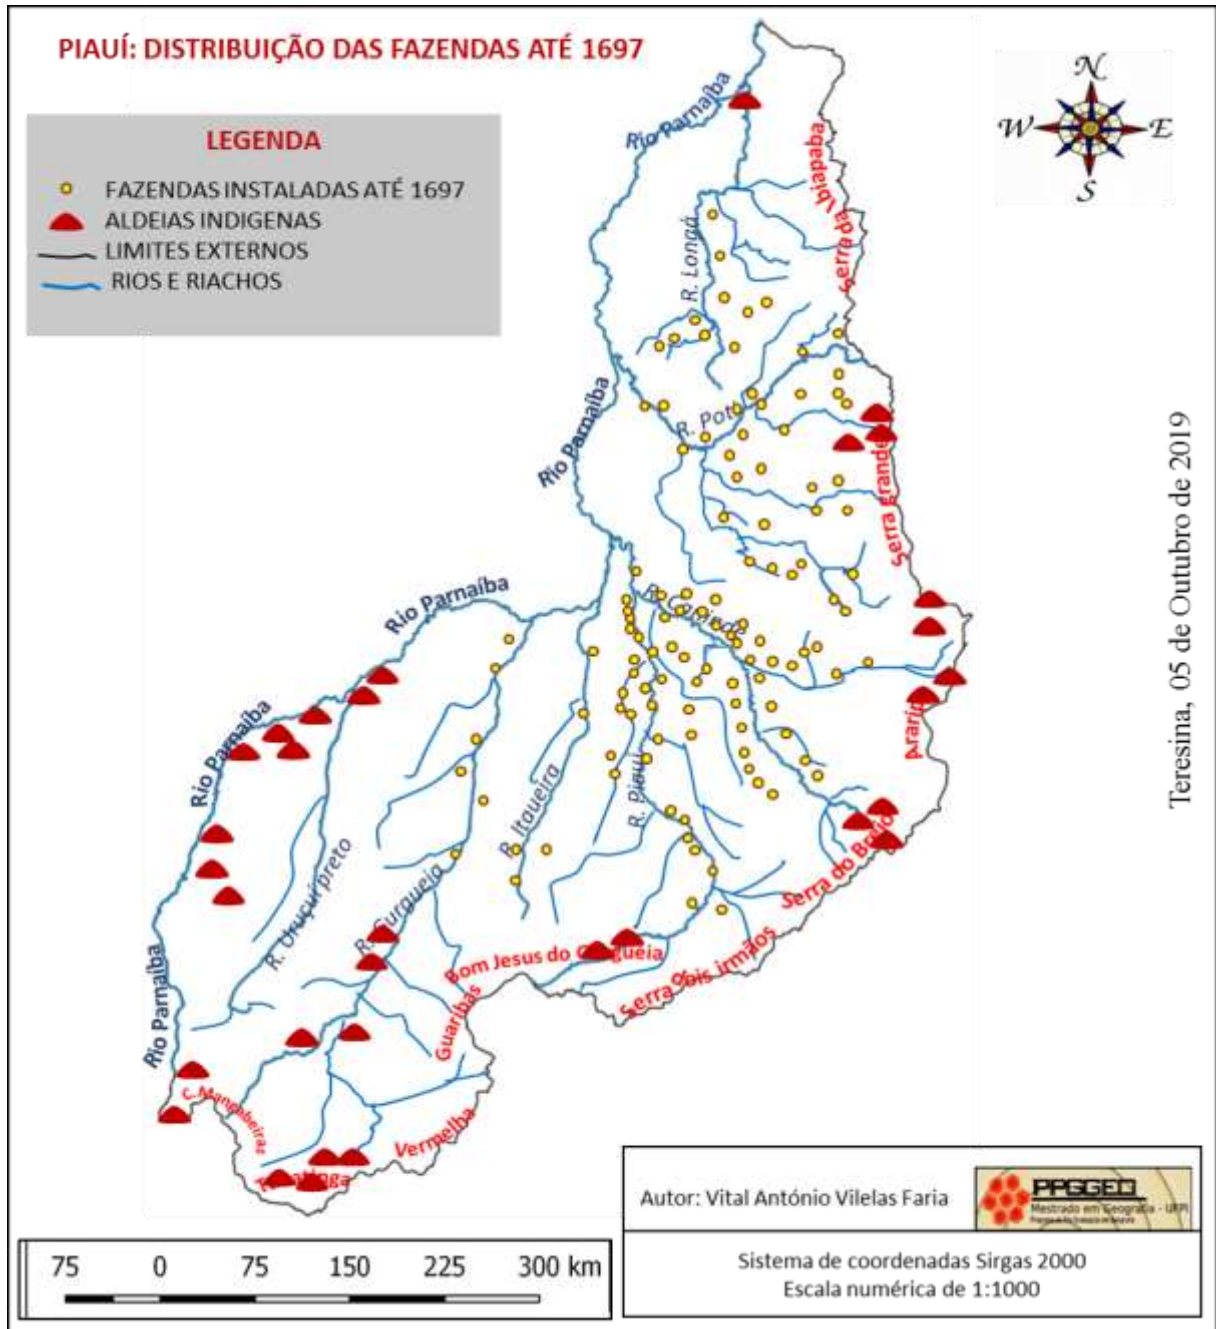 PIAUÍ: DISTRIBUIÇÃO DAS FAZENDAS ATÉ 1697
LEGENDA
FAZENDAS INSTALADAS ATÉ 1697
ALDEIAS INDIGENAS
LIMITES EXTERNOS
RIOS E RIACHOS
N
W
E
S
Rio Parnaíba
Serra da Ibiapaba
R. Longá
Rio Parnaíba
R. Poti
Serra grande
Teresina, 05 de Outubro de 2019
Rio Parnaíba
R.
Rio Parnaíba
R. Itaueira
R. Piauí
R. Uruçuí preto
R. Gurgueia
Serra do
Bom Jesus do
Serra Dois irmãos
Guaribas
Rio Parnaíba
C. Mangabeiras
Vermelha
Autor: Vital António Vilelas Faria
PPGGEO
Mestrado em Geografia - UFPI
Sistema de coordenadas Sirgas 2000
Escala numérica de 1:1000
75 0 75 150 225 300 km